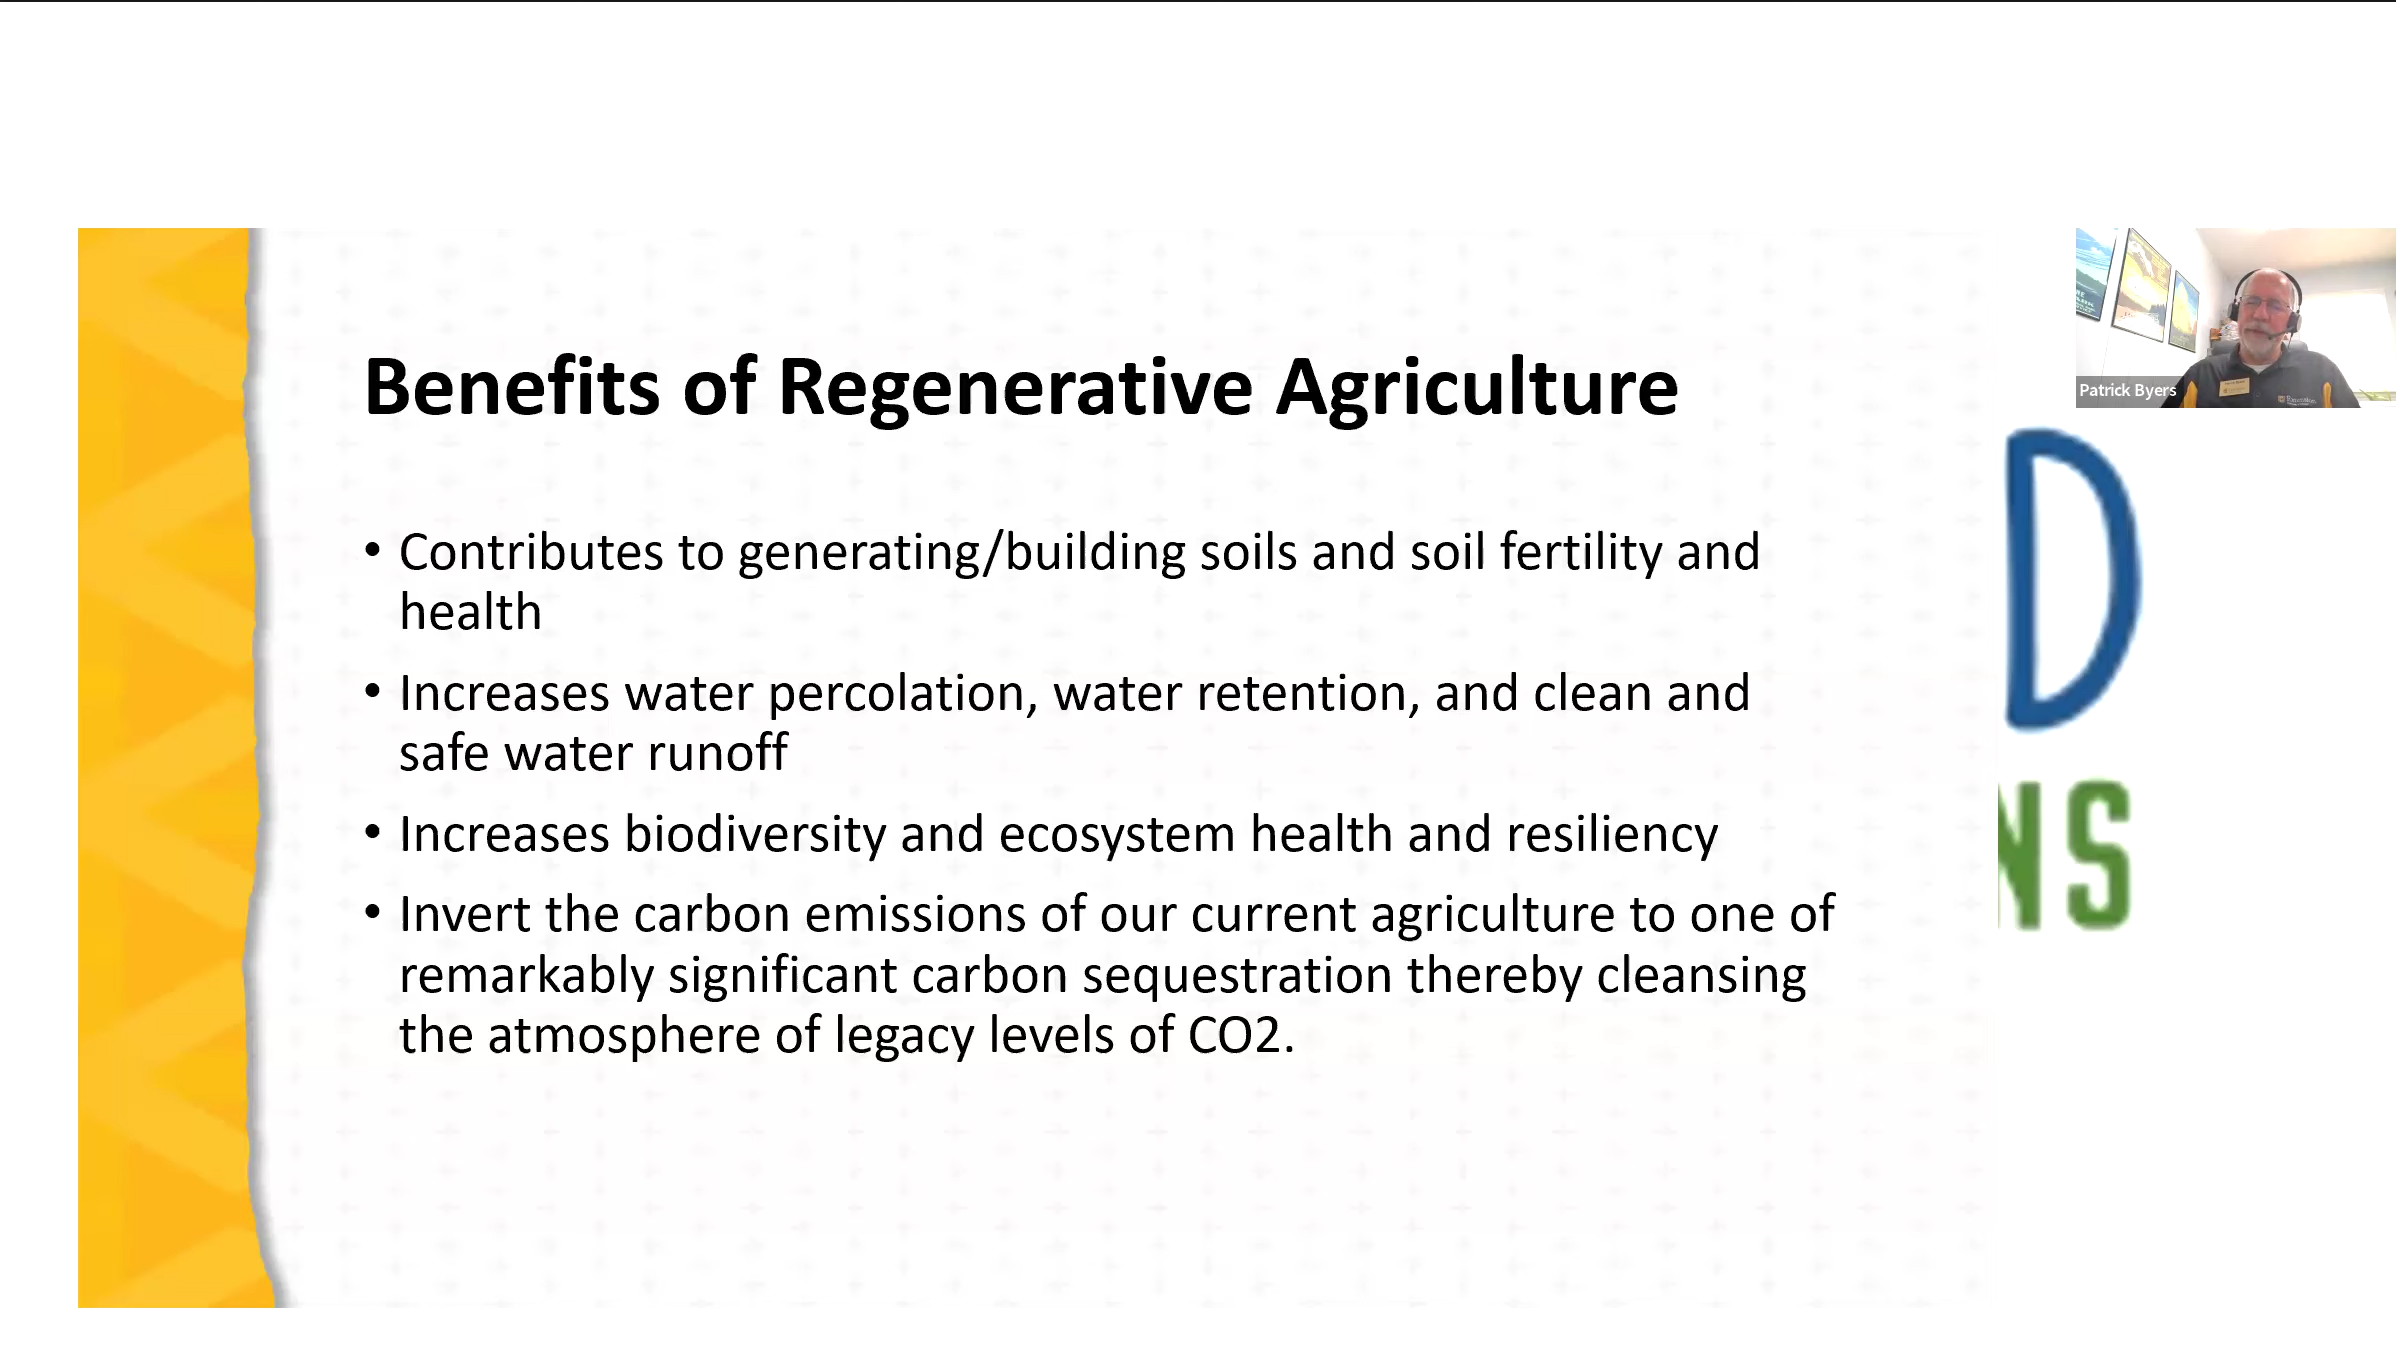 Benefits of Regenerative Agriculture
• Contributes to generating/building soils and soil fertility and
health
• Increases water percolation, water retention, and clean and
safe water runoff
• Increases biodiversity and ecosystem health and resiliency
• Invert the carbon emissions of our current agriculture to one of
remarkably significant carbon sequestration thereby cleansing
the atmosphere of legacy levels of CO2.
Patrick Byers
D
NS